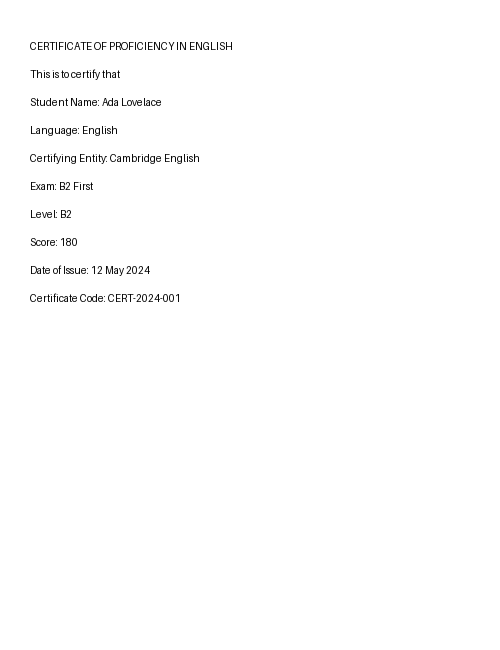 CERTIFICATE OF PROFICIENCY IN ENGLISH
This is to certify that
Student Name: Ada Lovelace
Language: English
Certifying Entity: Cambridge English
Exam: B2 First
Level: B2
Score: 180
Date of Issue: 12 May 2024
Certificate Code: CERT-2024-001